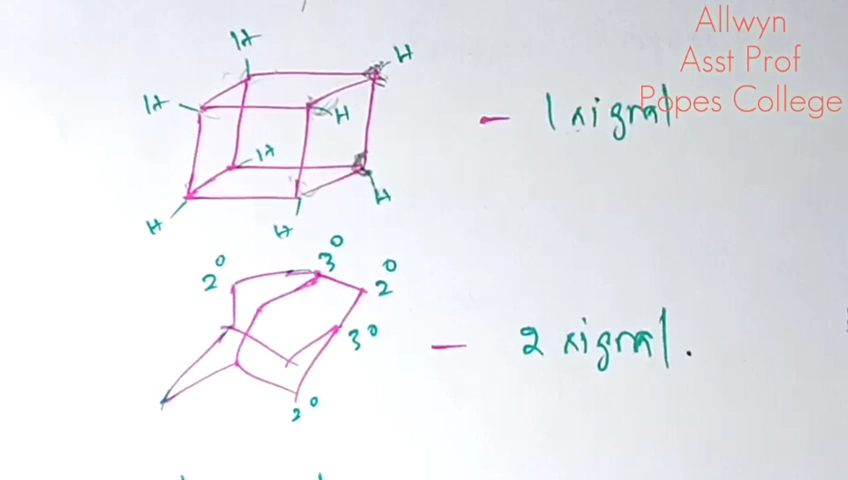 Allwyn
Asst Prof
Popes College
H
H
H
H
H
H
H
H
- 1 signal
2° 3° 2°
3°
2°
- 2 signal.